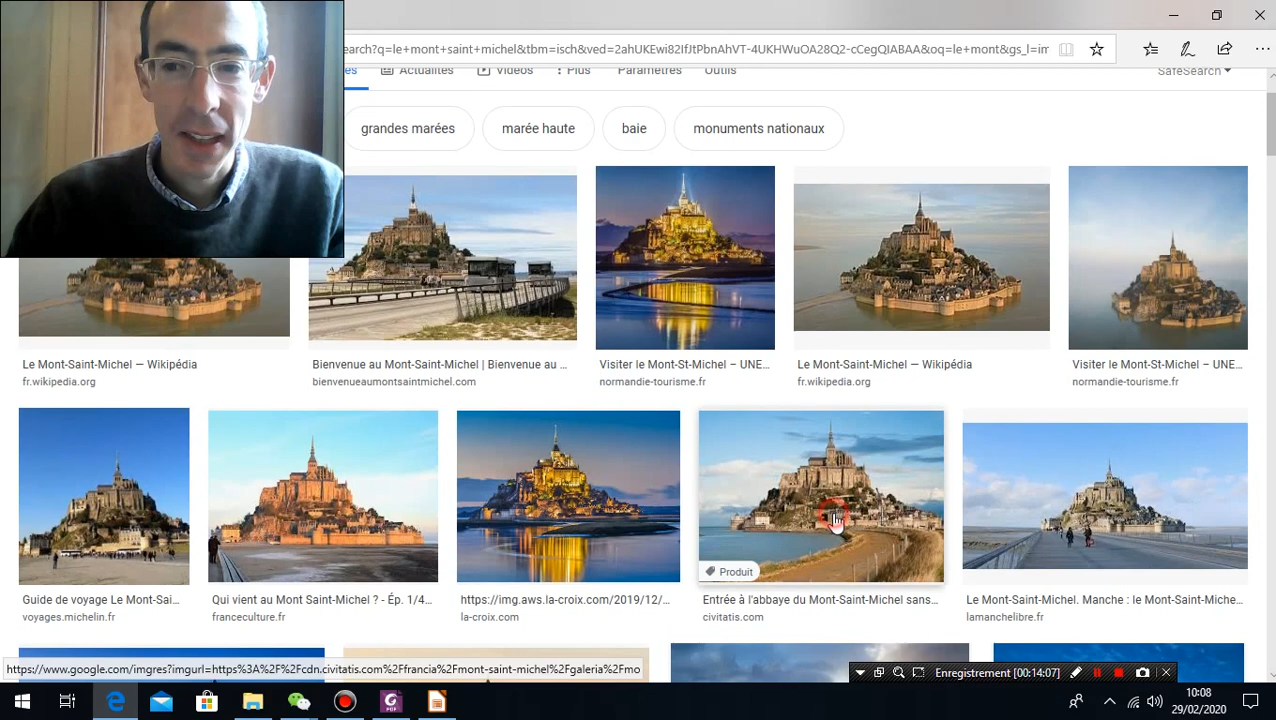 search?q=le+mont+saint+michel&tbm=isch&ved=2ahUKEwi82IfJtPbnAhVT-4UKHWuOA28Q2-cCegQIABAA&oq=le+mont&gs_l=im
Actualités
Vidéos
Plus
Paramètres
Outils
SafeSearch
grandes marées
marée haute
baie
monuments nationaux
Le Mont-Saint-Michel — Wikipédia
fr.wikipedia.org
Bienvenue au Mont-Saint-Michel | Bienvenue au ...
bienvenueaumontsaintmichel.com
Visiter le Mont-St-Michel – UNE...
normandie-tourisme.fr
Le Mont-Saint-Michel — Wikipédia
fr.wikipedia.org
Visiter le Mont-St-Michel – UNE...
normandie-tourisme.fr
Produit
Guide de voyage Le Mont-Sai...
voyages.michelin.fr
Qui vient au Mont Saint-Michel ? - Ép. 1/4...
franceculture.fr
https://img.aws.la-croix.com/2019/12/...
la-croix.com
Entrée à l'abbaye du Mont-Saint-Michel sans...
civitatis.com
Le Mont-Saint-Michel. Manche : le Mont-Saint-Miche...
lamanchelibre.fr
https://www.google.com/imgres?imgurl=https%3A%2F%2Fcdn.civitatis.com%2Ffrancia%2Fmont-saint-michel%2Fgaleria%2Fmo
Enregistrement [00:14:07]
PDF
10:08
29/02/2020